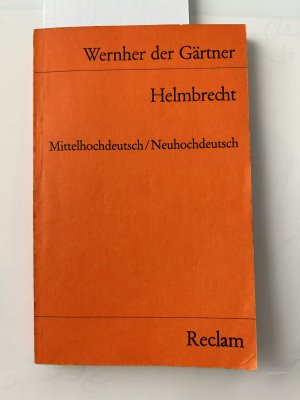 Wernher der Gärtner
Helmbrecht
Mittelhochdeutsch/Neuhochdeutsch
Reclam